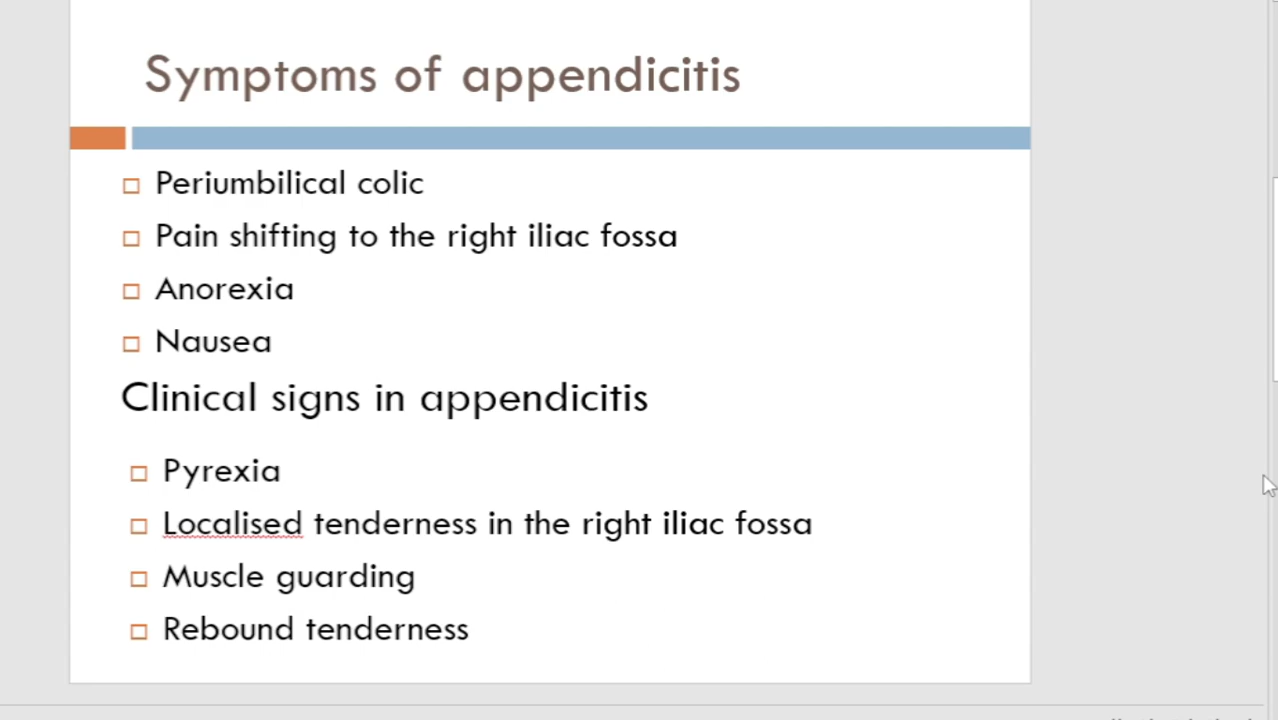 Symptoms of appendicitis
Periumbilical colic
Pain shifting to the right iliac fossa
Anorexia
Nausea
Clinical signs in appendicitis
Pyrexia
Localised tenderness in the right iliac fossa
Muscle guarding
Rebound tenderness